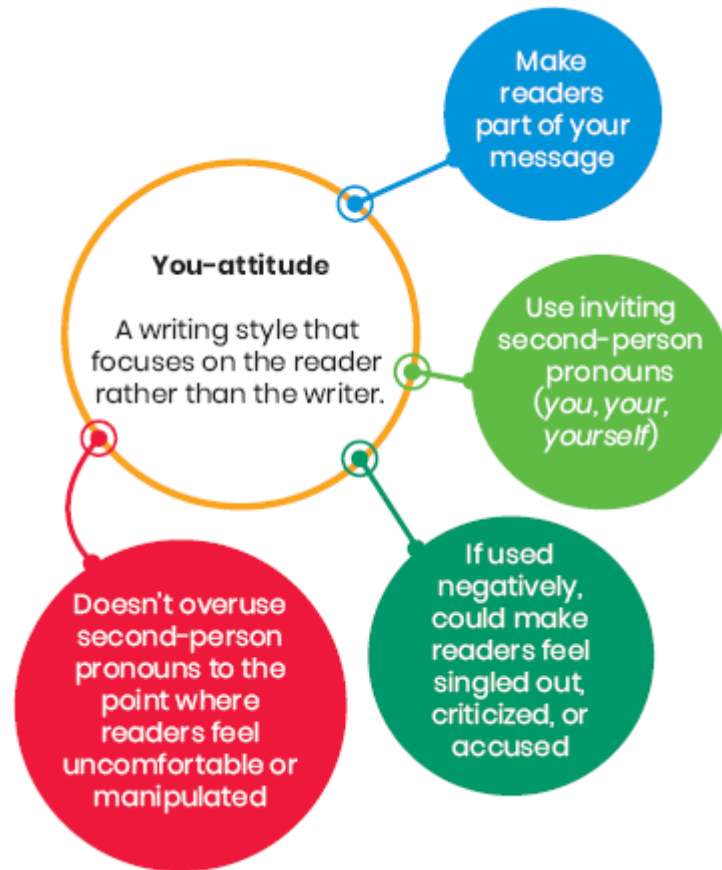 Make
readers
part of your
message
You-attitude
A writing style that
focuses on the reader
rather than the writer.
Use inviting
second-person
pronouns
(you, your,
yourself)
If used
negatively,
could make
readers feel
singled out,
criticized, or
accused
Doesn't overuse
second-person
pronouns to the
point where
readers feel
uncomfortable or
manipulated